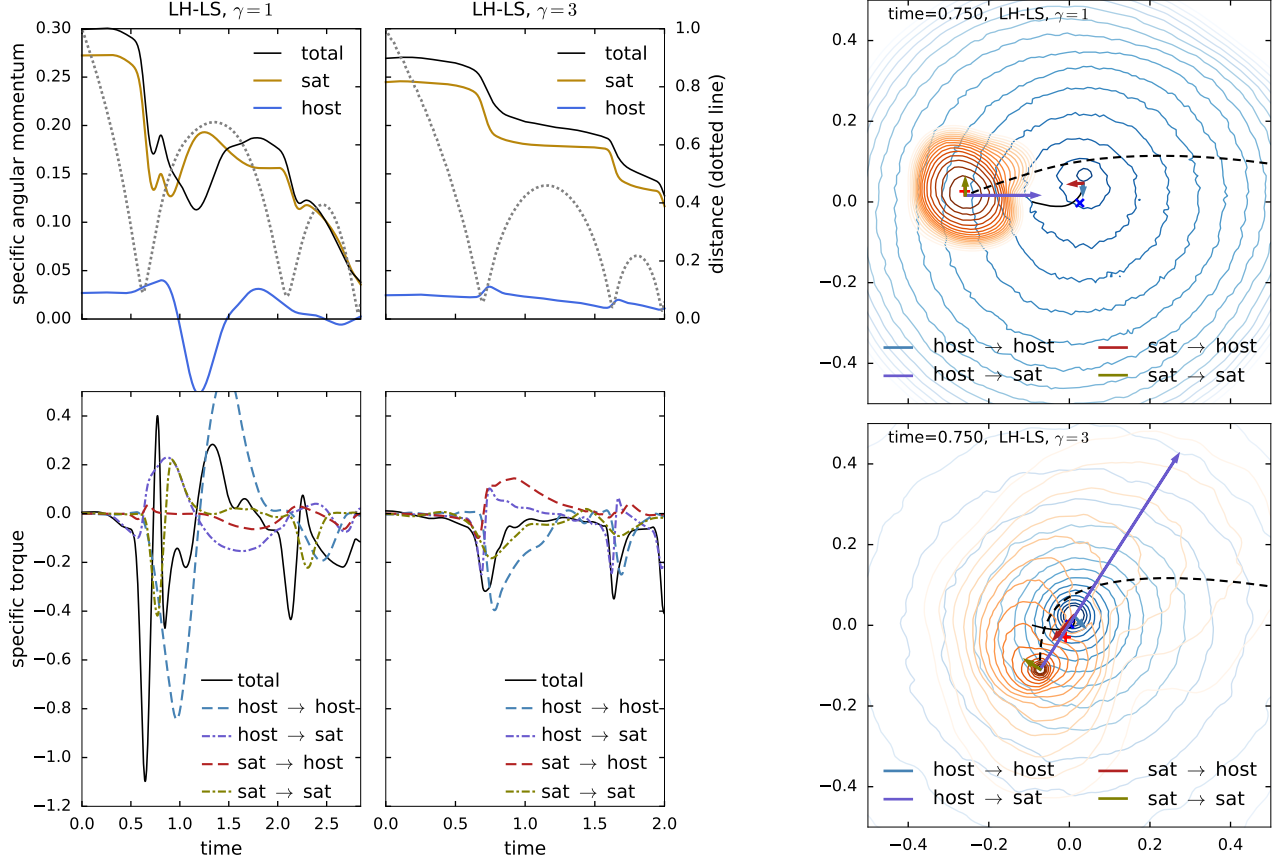 LH-LS, γ=1
LH-LS, γ=3
0.30
0.25
0.20
0.15
0.10
0.05
0.00
specific angular momentum
total
sat
host
total
sat
host
1.0
0.8
0.6
0.4
0.2
0.0
distance (dotted line)
0.4
0.2
0.0
−0.2
−0.4
−0.6
−0.8
−1.0
−1.2
specific torque
total
host → host
host → sat
sat → host
sat → sat
0.0 0.5 1.0 1.5 2.0 2.5
time
total
host → host
host → sat
sat → host
sat → sat
0.0 0.5 1.0 1.5 2.0
time
time=0.750, LH-LS, γ=1
0.4
0.2
0.0
−0.2
−0.4
host → host sat → host
host → sat sat → sat
time=0.750, LH-LS, γ=3
0.4
0.2
0.0
−0.2
−0.4
host → host sat → host
host → sat sat → sat
−0.4 −0.2 0.0 0.2 0.4